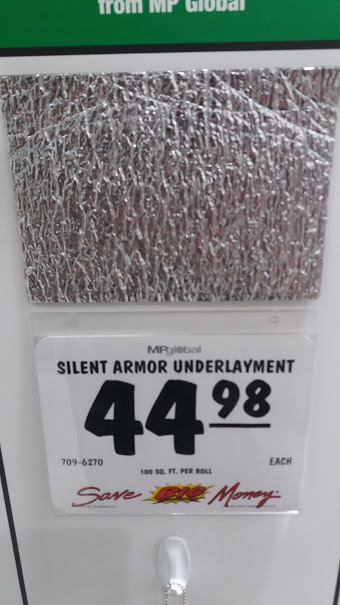 from MP Global
MPglobal
SILENT ARMOR UNDERLAYMENT
44 98
709-6270
EACH
100 SQ. FT. PER ROLL
Save BIG Money